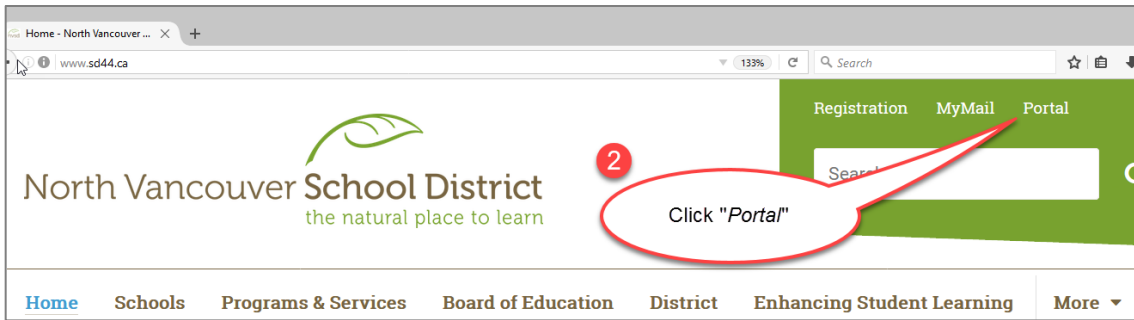 Home - North Vancouver ...
www.sd44.ca
133%
Search
Registration MyMail Portal
2
Click "Portal"
North Vancouver School District
the natural place to learn
Home Schools Programs & Services Board of Education District Enhancing Student Learning More